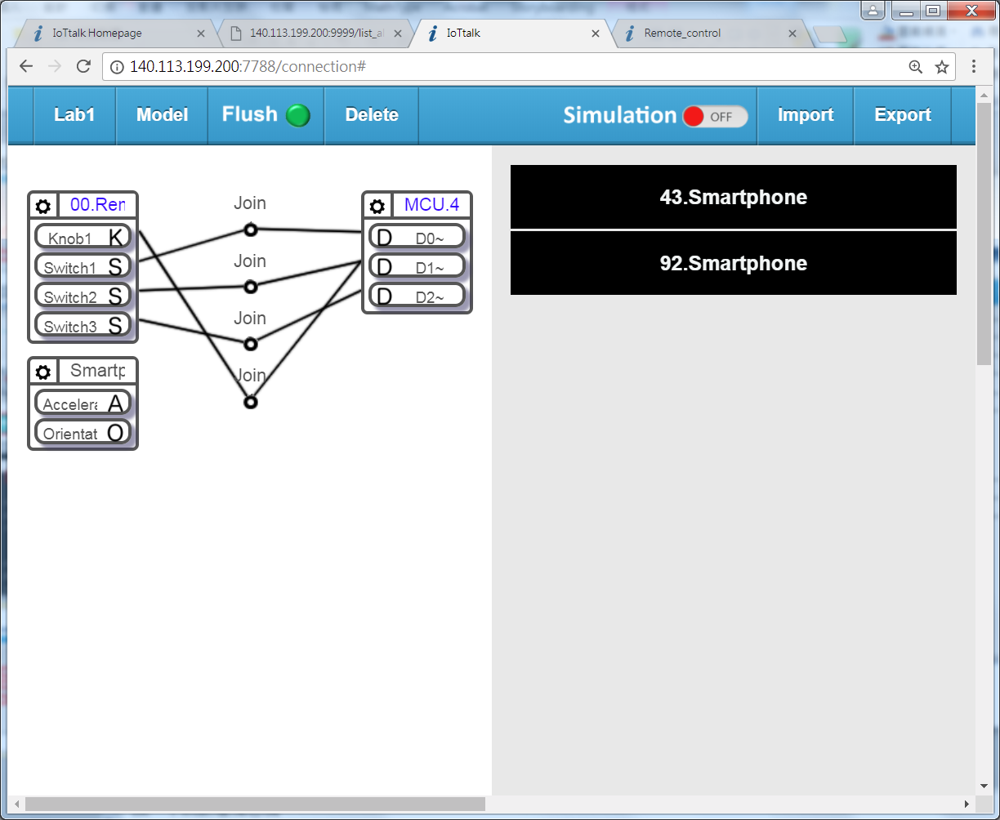 IoTtalk Homepage
140.113.199.200:9999/list_a
IoTtalk
Remote_control
140.113.199.200:7788/connection#
Lab1
Model
Flush
Delete
Simulation
OFF
Import
Export
00.Ren
Knob1 K
Switch1 S
Switch2 S
Switch3 S
Smartp
Accelera A
Orientat O
Join
Join
Join
Join
MCU.4
D D0~
D D1~
D D2~
43.Smartphone
92.Smartphone